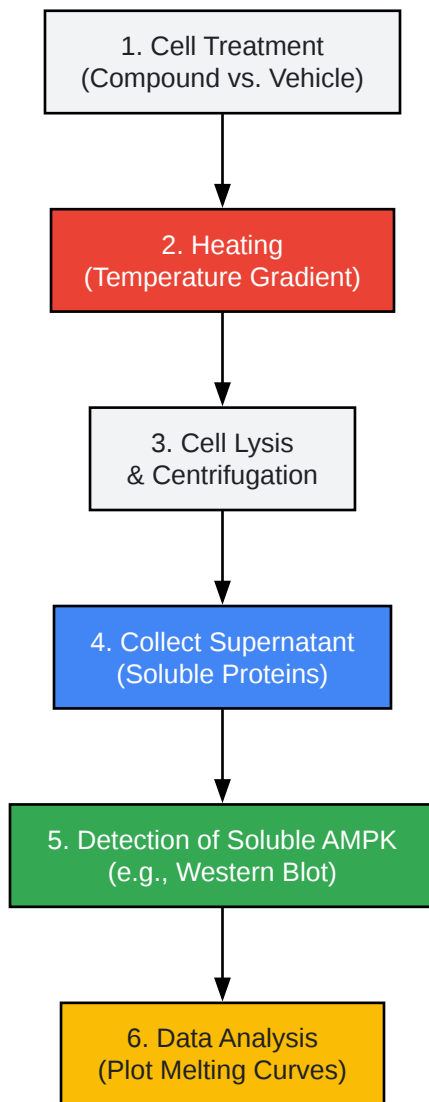 1. Cell Treatment
(Compound vs. Vehicle)
2. Heating
(Temperature Gradient)
3. Cell Lysis
& Centrifugation
4. Collect Supernatant
(Soluble Proteins)
5. Detection of Soluble AMPK
(e.g., Western Blot)
6. Data Analysis
(Plot Melting Curves)